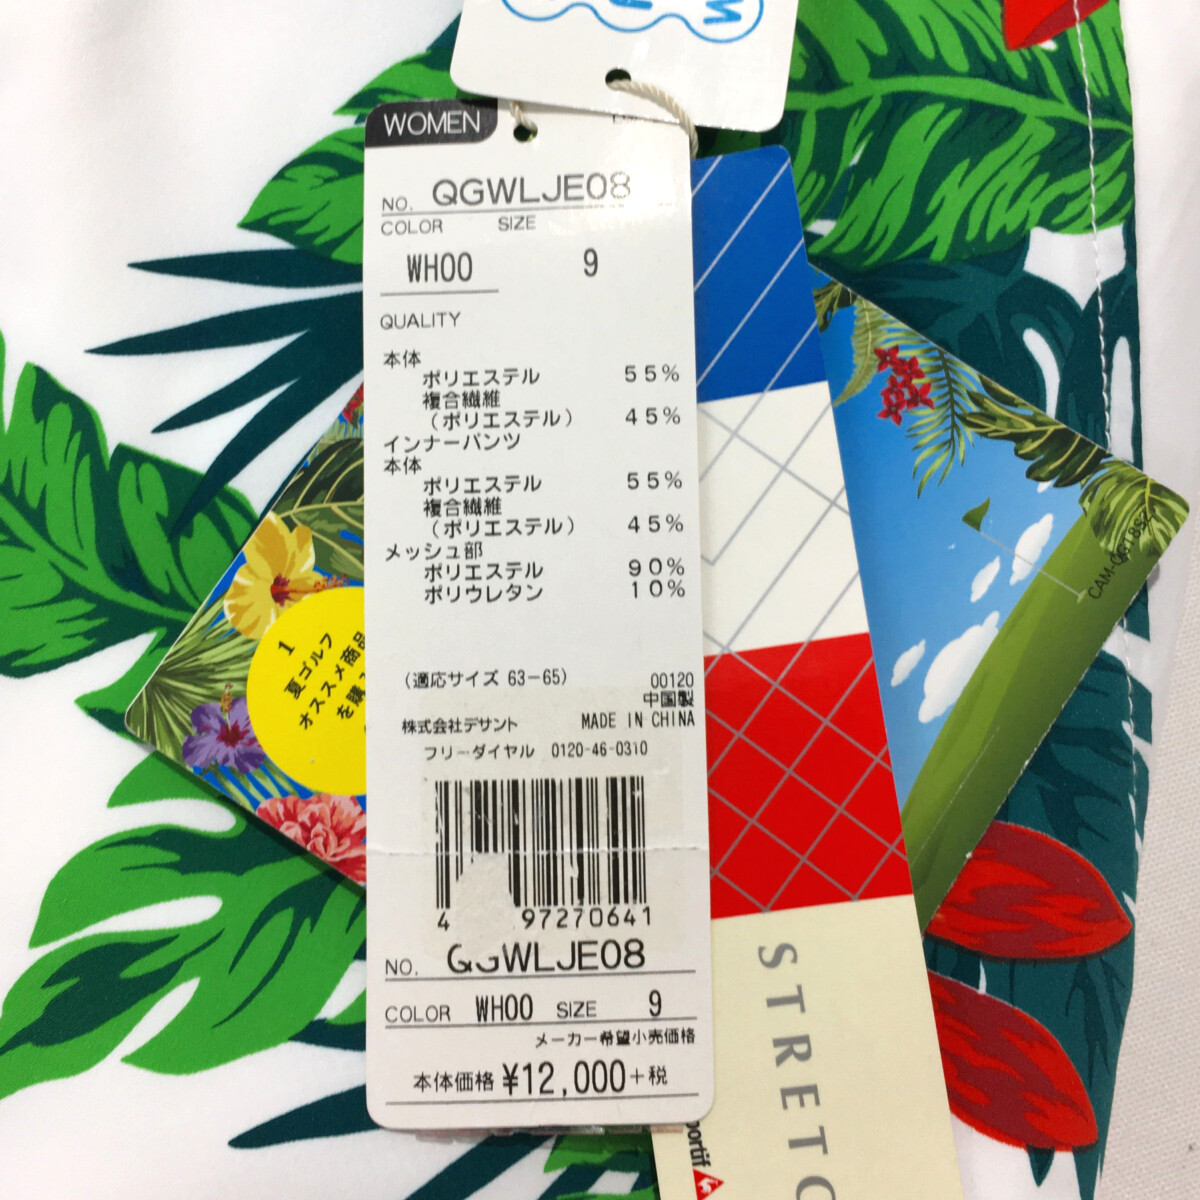 WOMEN
NO. QGWLJE08
COLOR SIZE
WH00 9
QUALITY
本体
ポリエステル 55%
複合繊維
(ポリエステル) 45%
インナーパンツ
本体
ポリエステル 55%
複合繊維
(ポリエステル) 45%
メッシュ部
ポリエステル 90%
ポリウレタン 10%
(適応サイズ 63-65)
00120
中国製
株式会社デサント MADE IN CHINA
フリーダイヤル 0120-46-0310
4 97270641
NO. QGWLJE08
COLOR WH00 SIZE 9
メーカー希望小売価格
本体価格 ¥12,000+税
1
夏ゴルフ
オススメ商品
を購
STRETC
portif